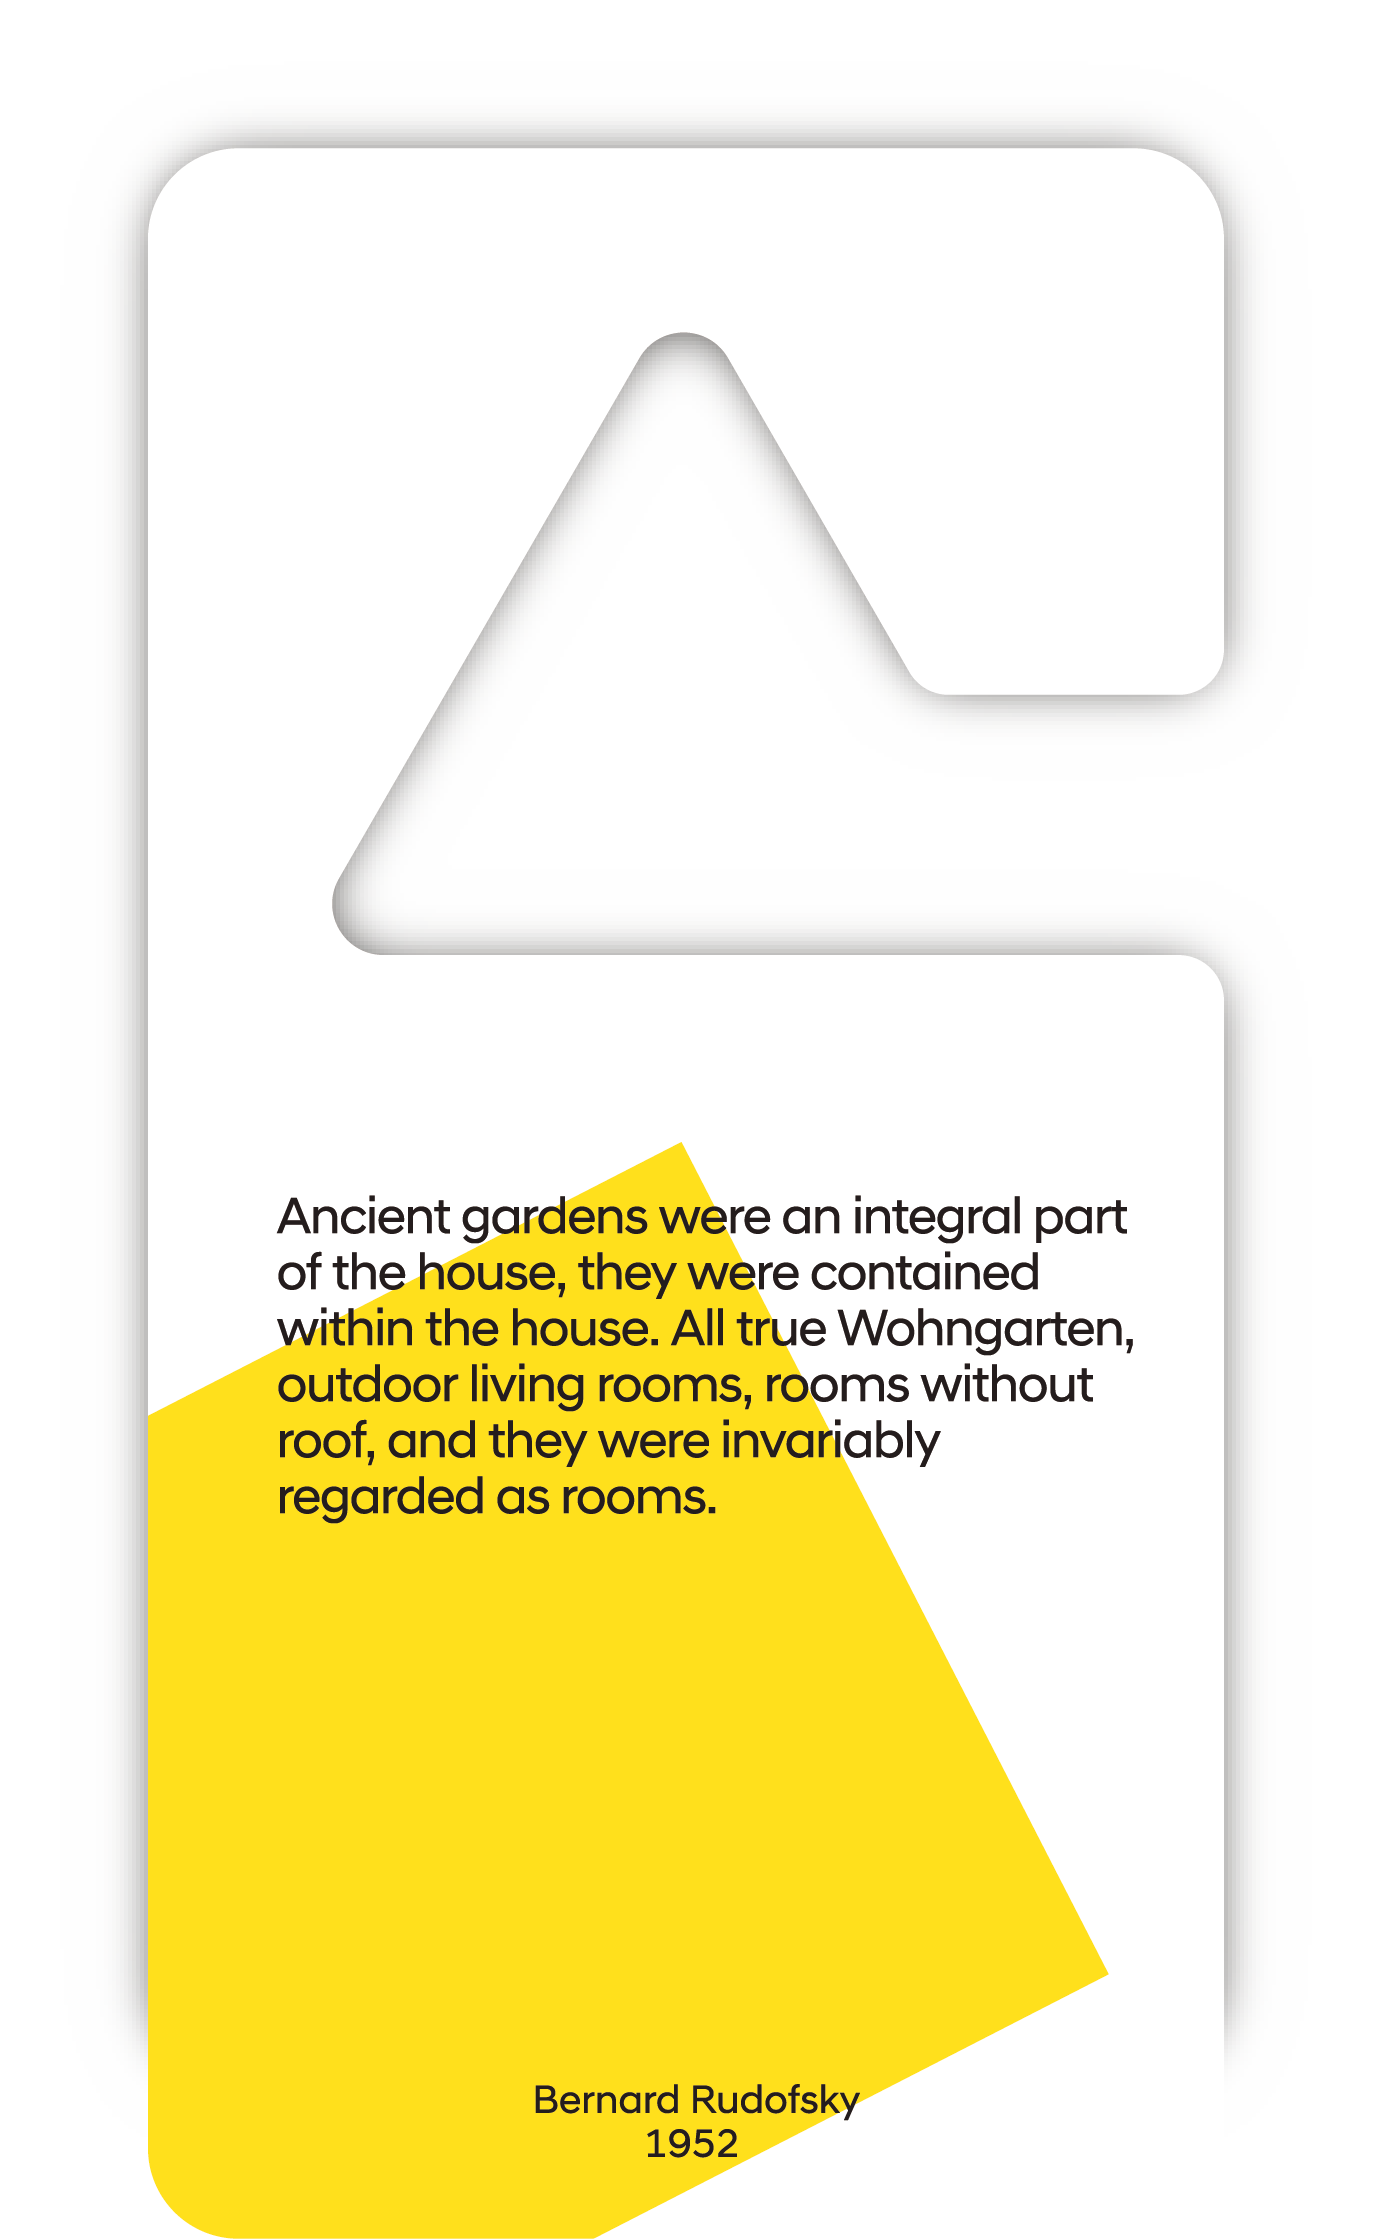 Ancient gardens were an integral part
of the house, they were contained
within the house. All true Wohngarten,
outdoor living rooms, rooms without
roof, and they were invariably
regarded as rooms.
Bernard Rudofsky
1952